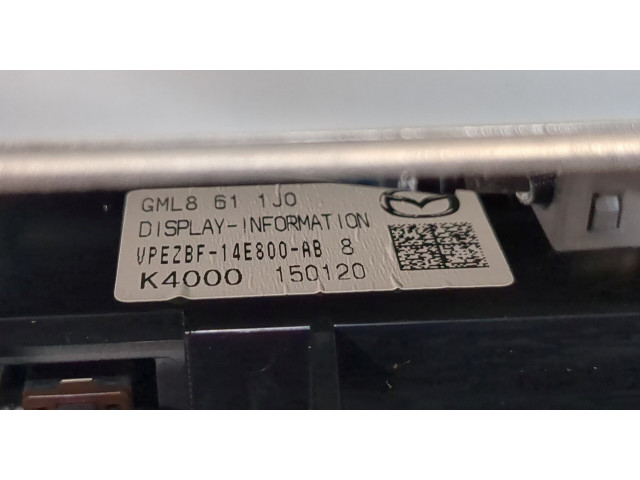 GML8 61 1J0
DISPLAY-INFORMATION
VPEZBF-14E800-AB 8
K4000 150120